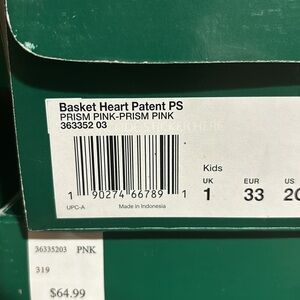 Basket Heart Patent PS
PRISM PINK-PRISM PINK
363352 03
Kids
UK EUR US
1 33 20
1 90274 66789 1
UPC-A Made in Indonesia
36335203 PNK
319
$64.99